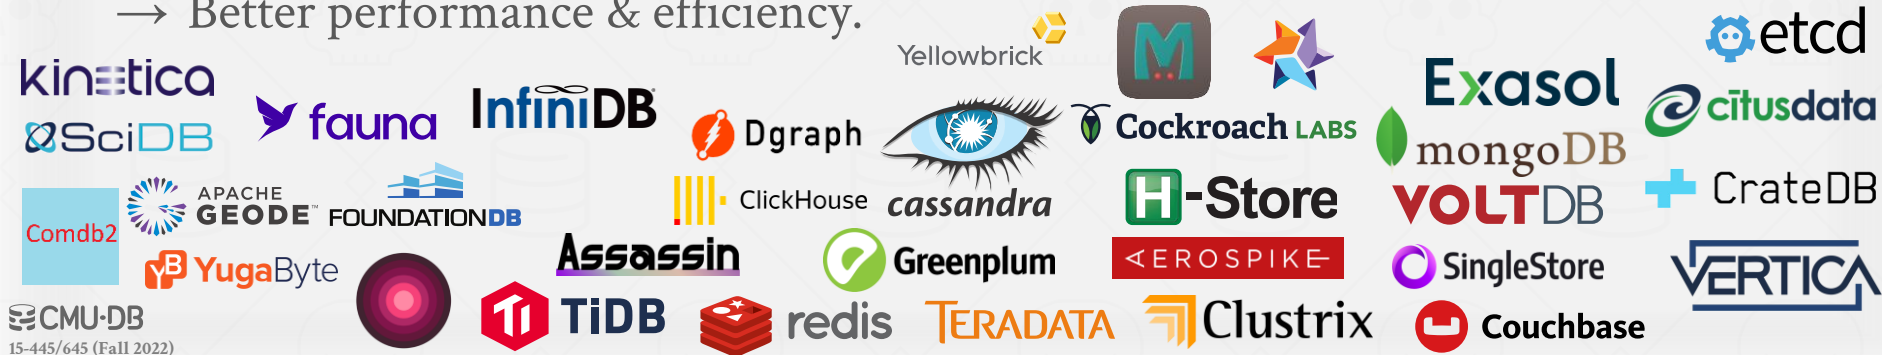 → Better performance & efficiency.
kinetica
SciDB
fauna
InfiniDB
Dgraph
Yellowbrick
M
Cockroach LABS
Exasol
etcd
citusdata
mongoDB
Comdb2
APACHE
GEODE™
FOUNDATIONDB
ClickHouse
cassandra
H-Store
VOLTDB
CrateDB
YB YugaByte
Assassin
Greenplum
AEROSPIKE
SingleStore
VERTICA
TiDB
redis
TERADATA
Clustrix
Couchbase
CMU·DB
15-445/645 (Fall 2022)